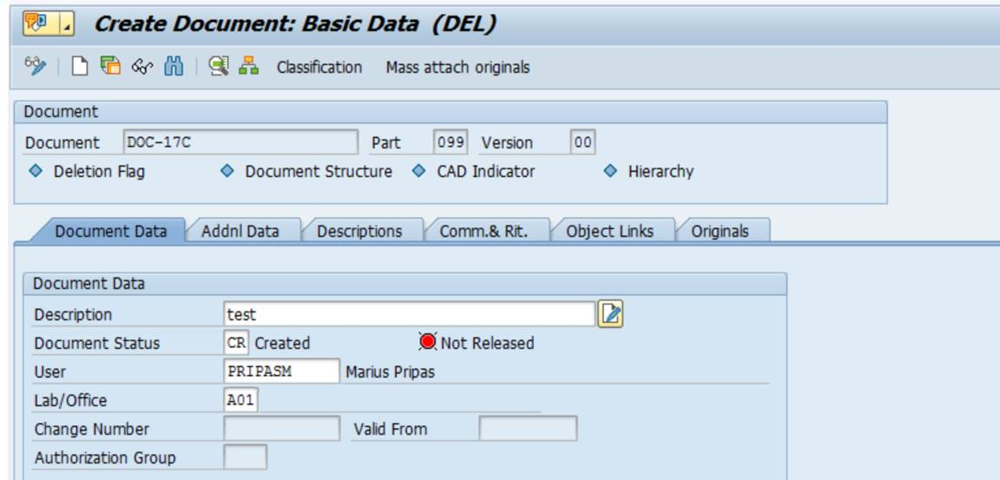 Create Document: Basic Data (DEL)
Classification Mass attach originals
Document
Document DOC-17C Part 099 Version 00
Deletion Flag Document Structure CAD Indicator Hierarchy
Document Data Addnl Data Descriptions Comm.& Rit. Object Links Originals
Document Data
Description test
Document Status CR Created Not Released
User PRIPASM Marius Pripas
Lab/Office A01
Change Number Valid From
Authorization Group